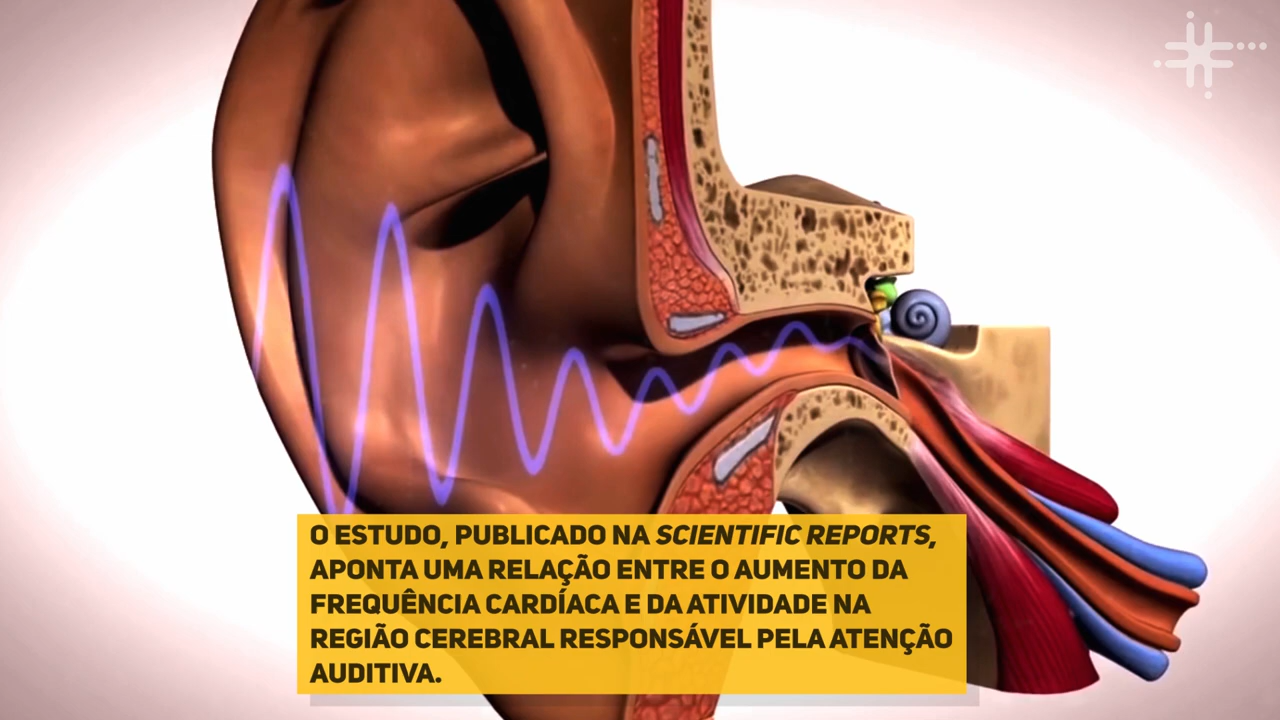 O ESTUDO, PUBLICADO NA SCIENTIFIC REPORTS,
APONTA UMA RELAÇÃO ENTRE O AUMENTO DA
FREQUÊNCIA CARDÍACA E DA ATIVIDADE NA
REGIÃO CEREBRAL RESPONSÁVEL PELA ATENÇÃO
AUDITIVA.